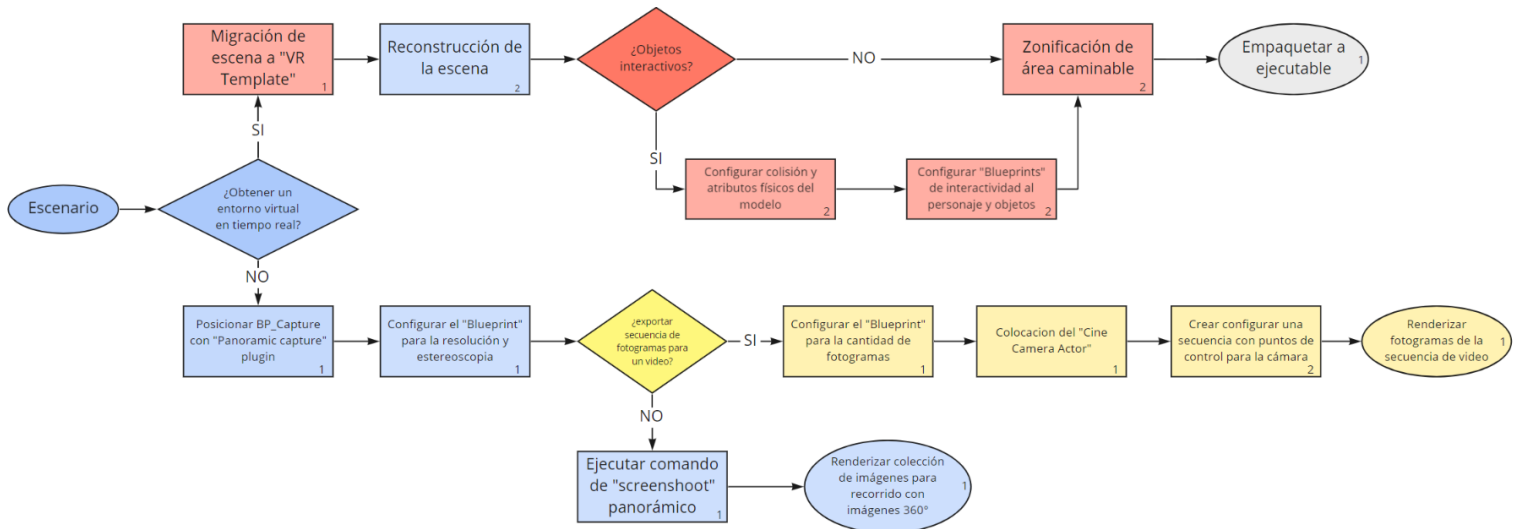 Migración de
escena a "VR
Template"
1
Reconstrucción de
la escena
2
¿Objetos
interactivos?
NO
Zonificación de
área caminable
2
Empaquetar a
ejecutable
1
SI
SI
Configurar colisión y
atributos físicos del
modelo
2
Configurar "Blueprints"
de interactividad al
personaje y objetos
2
Escenario
¿Obtener un
entorno virtual
en tiempo real?
NO
Posicionar BP_Capture
con "Panoramic capture"
plugin
1
Configurar el "Blueprint"
para la resolución y
estereoscopia
1
¿exportar
secuencia de
fotogramas para
un video?
SI
Configurar el "Blueprint"
para la cantidad de
fotogramas
1
Colocacion del "Cine
Camera Actor"
1
Crear configurar una
secuencia con puntos de
control para la cámara
2
Renderizar
fotogramas de la
secuencia de video
1
NO
Ejecutar comando
de "screenshoot"
panorámico
1
Renderizar colección
de imágenes para
recorrido con
imágenes 360°
1